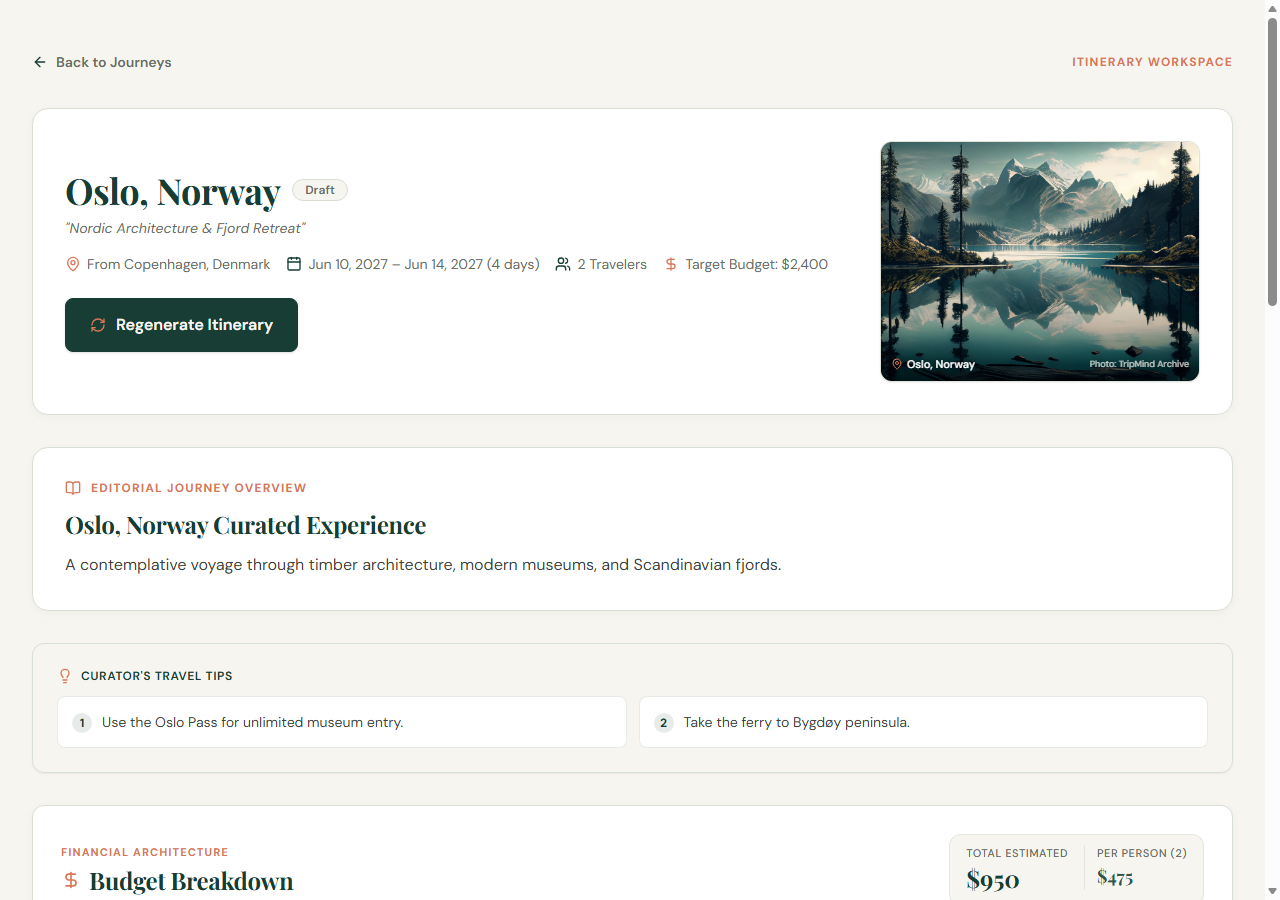 Back to Journeys
ITINERARY WORKSPACE
Oslo, Norway
Draft
"Nordic Architecture & Fjord Retreat"
From Copenhagen, Denmark
Jun 10, 2027 – Jun 14, 2027 (4 days)
2 Travelers
Target Budget: $2,400
Regenerate Itinerary
Oslo, Norway
Photo: TripMind Archive
EDITORIAL JOURNEY OVERVIEW
Oslo, Norway Curated Experience
A contemplative voyage through timber architecture, modern museums, and Scandinavian fjords.
CURATOR'S TRAVEL TIPS
1 Use the Oslo Pass for unlimited museum entry.
2 Take the ferry to Bygdøy peninsula.
FINANCIAL ARCHITECTURE
Budget Breakdown
TOTAL ESTIMATED
$950
PER PERSON (2)
$475